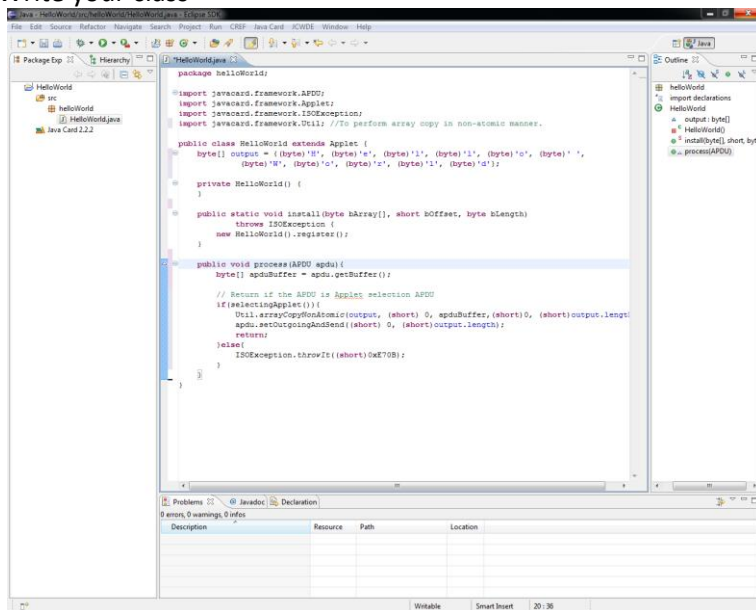 write your class
Java - HelloWorld/src/helloWorld/HelloWorld.java - Eclipse SDK
File Edit Source Refactor Navigate Search Project Run CREF Java Card ICWDE Window Help
Java
Package Exp Hierarchy
HelloWorld
src
helloWorld
HelloWorld.java
Java Card 2.2.2
*HelloWorld.java
package helloWorld;
import javacard.framework.APDU;
import javacard.framework.Applet;
import javacard.framework.ISOException;
import javacard.framework.Util; //To perform array copy in non-atomic manner.
public class HelloWorld extends Applet {
byte[] output = {(byte)'H', (byte)'e', (byte)'l', (byte)'l', (byte)'o', (byte)' ',
(byte)'W', (byte)'o', (byte)'r', (byte)'l', (byte)'d'};
private HelloWorld() {
}
public static void install(byte bArray[], short bOffset, byte bLength)
throws ISOException {
new HelloWorld().register();
}
public void process(APDU apdu){
byte[] apduBuffer = apdu.getBuffer();
// Return if the APDU is Applet selection APDU
if(selectingApplet()){
Util.arrayCopyNonAtomic(output, (short) 0, apduBuffer,(short)0, (short)output.lengt
apdu.setOutgoingAndSend((short) 0, (short)output.length);
return;
}else{
ISOException.throwIt((short)0xE70B);
}
}
}
Outline
helloWorld
import declarations
HelloWorld
output : byte[]
HelloWorld()
install(byte[], short, byt
process(APDU)
Problems Javadoc Declaration
0 errors, 0 warnings, 0 infos
Description Resource Path Location
Writable Smart Insert 20 : 36